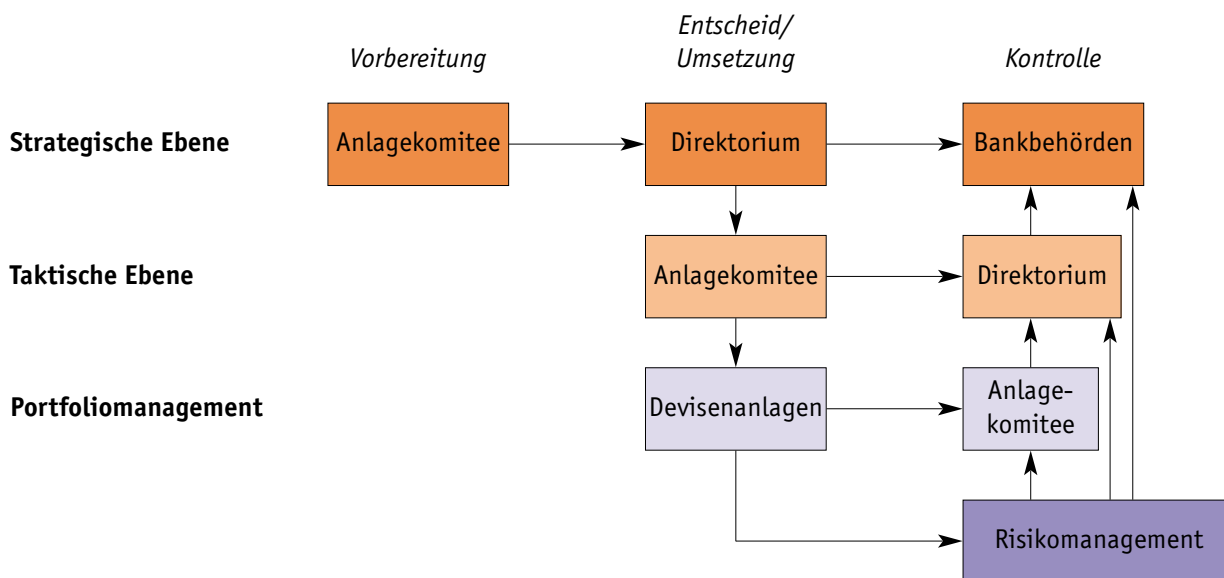 Vorbereitung
Entscheid/
Umsetzung
Kontrolle
Strategische Ebene
Anlagekomitee
Direktorium
Bankbehörden
Taktische Ebene
Anlagekomitee
Direktorium
Portfoliomanagement
Devisenanlagen
Anlage-
komitee
Risikomanagement